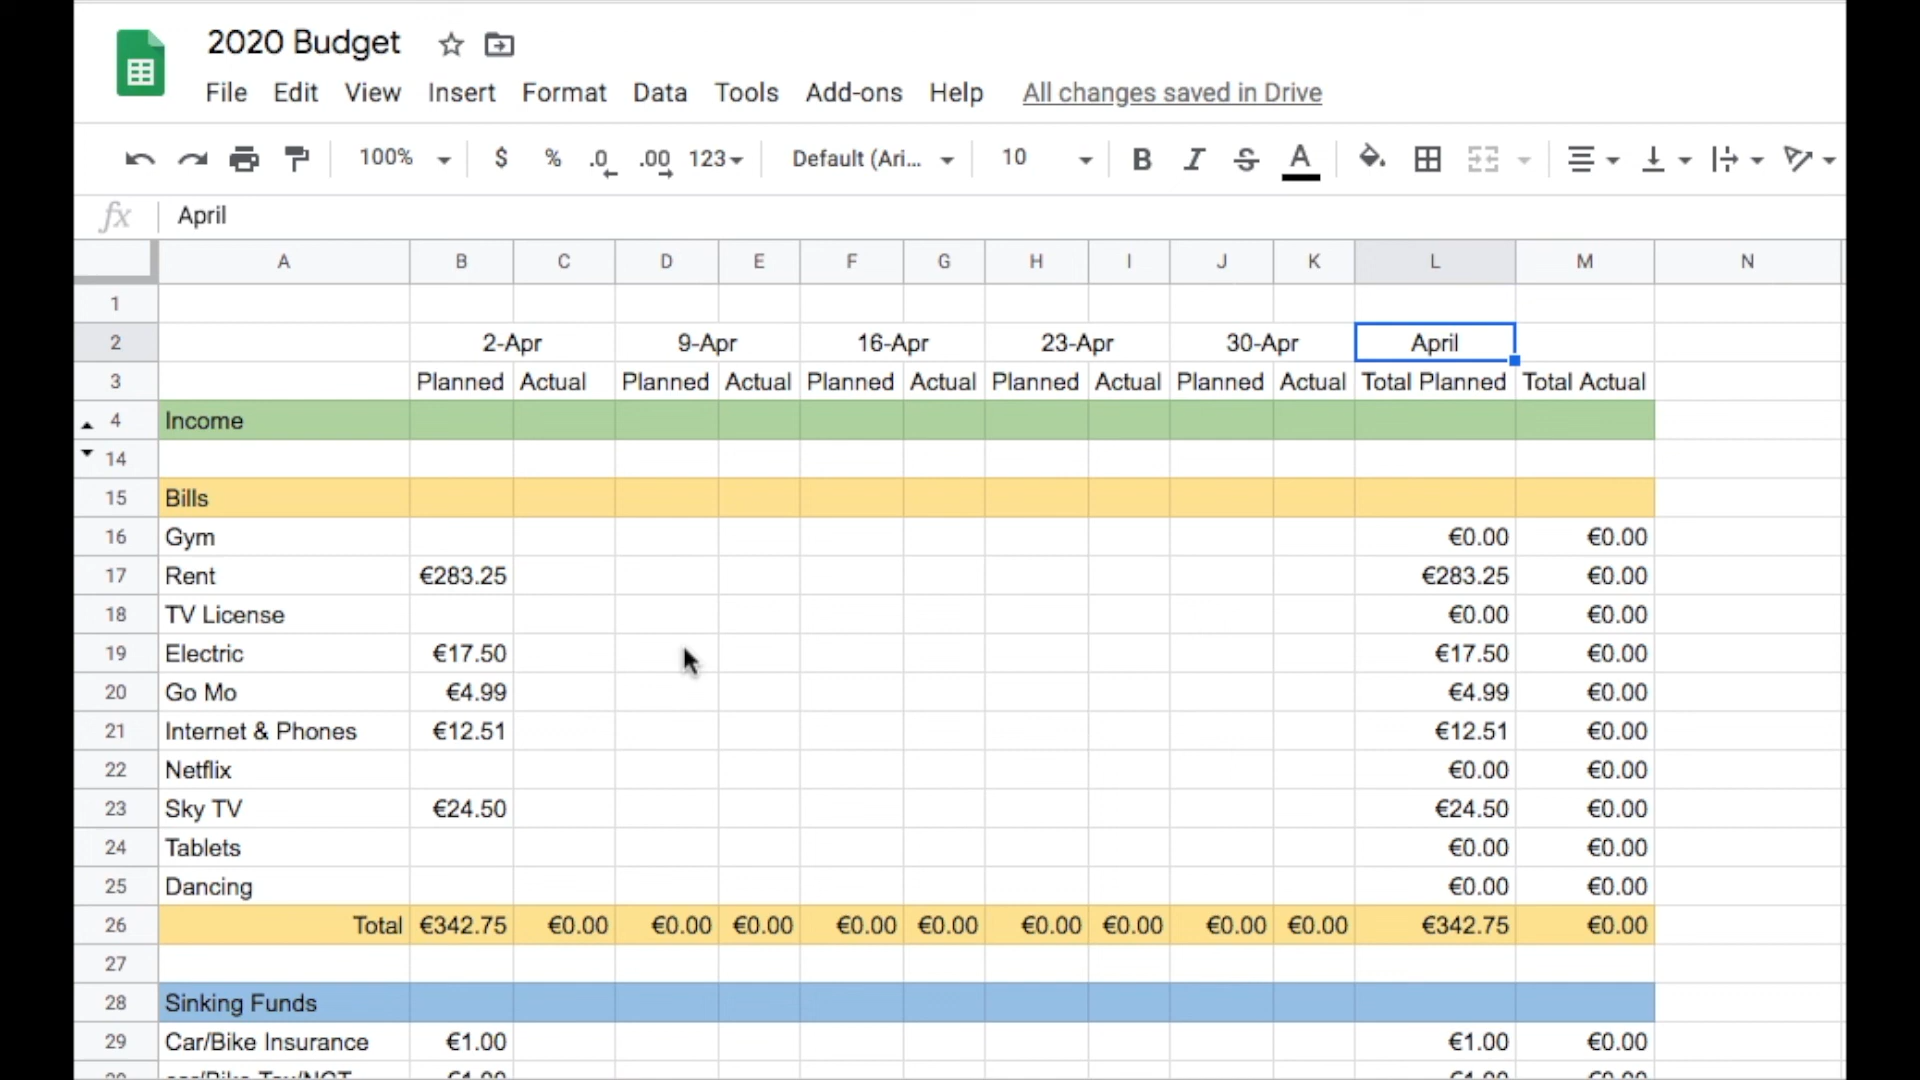 2020 Budget
File Edit View Insert Format Data Tools Add-ons Help All changes saved in Drive
100% $ % .0 .00 123 Default (Ari... 10 B I S A
fx April
A B C D E F G H I J K L M N
1
2 2-Apr 9-Apr 16-Apr 23-Apr 30-Apr April
3 Planned Actual Planned Actual Planned Actual Planned Actual Planned Actual Total Planned Total Actual
4 Income
14
15 Bills
16 Gym €0.00 €0.00
17 Rent €283.25 €283.25 €0.00
18 TV License €0.00 €0.00
19 Electric €17.50 €17.50 €0.00
20 Go Mo €4.99 €4.99 €0.00
21 Internet & Phones €12.51 €12.51 €0.00
22 Netflix €0.00 €0.00
23 Sky TV €24.50 €24.50 €0.00
24 Tablets €0.00 €0.00
25 Dancing €0.00 €0.00
26 Total €342.75 €0.00 €0.00 €0.00 €0.00 €0.00 €0.00 €0.00 €0.00 €0.00 €342.75 €0.00
27
28 Sinking Funds
29 Car/Bike Insurance €1.00 €1.00 €0.00